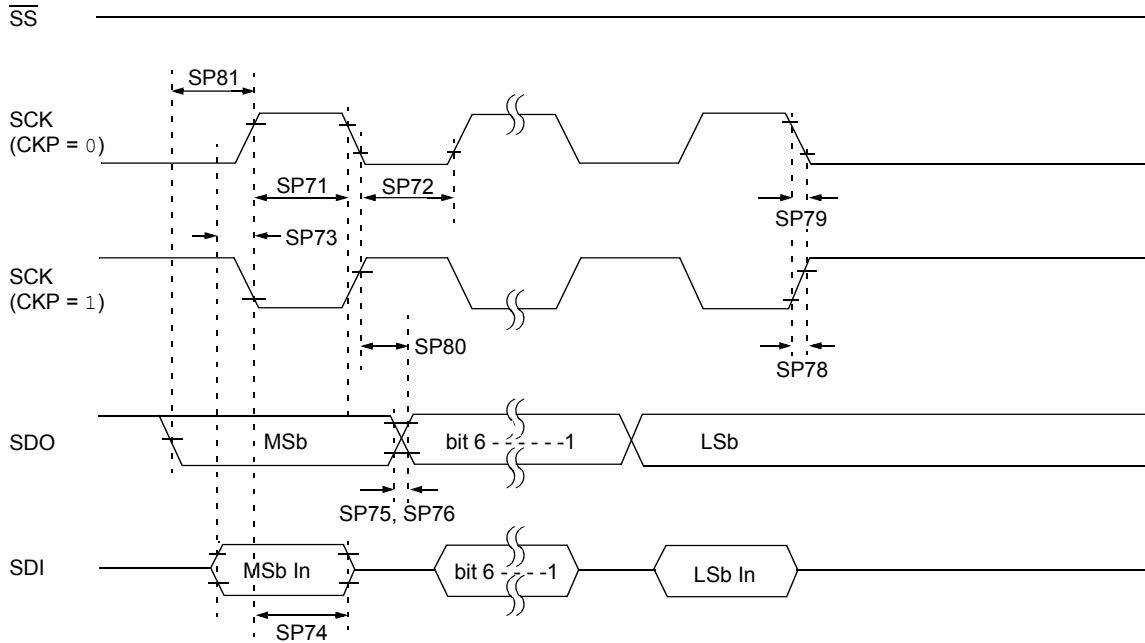 SS
SP81
SCK
(CKP = 0)
SP71
SP72
SP79
SP73
SCK
(CKP = 1)
SP80
SP78
SDO
MSb
bit 6 - - - - - - -1
LSb
SP75, SP76
SDI
MSb In
bit 6 - - - - -1
LSb In
SP74